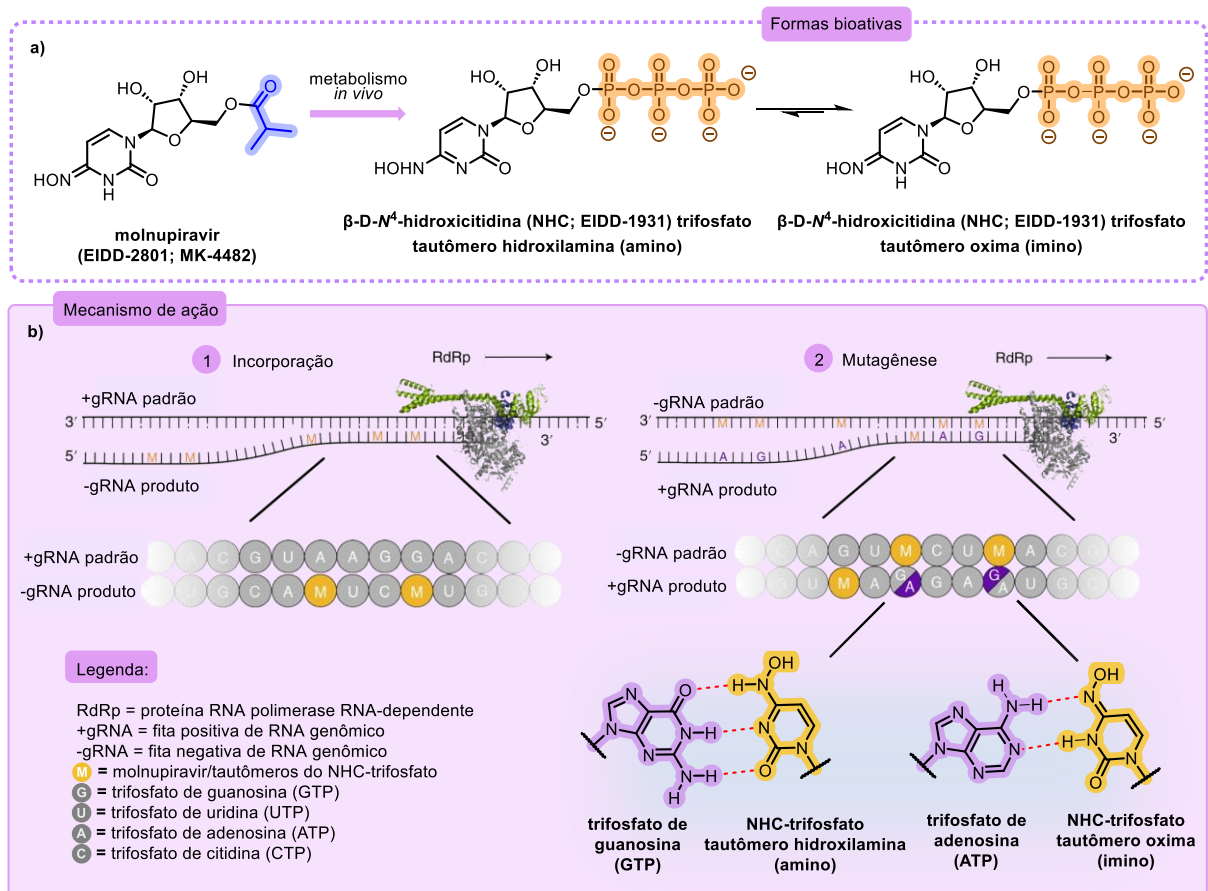 Formas bioativas
a)
OH
OH
O
O
O
N
N
O
HON
N
H
metabolismo
in vivo
OH
HO
O
O
O
O
P
O
P
O
P
O
O
N
O
HOHN
N
OH
HO
O
O
O
O
P
O
P
O
P
O
O
N
O
HON
N
H
molnupiravir
(EIDD-2801; MK-4482)
β-D-N⁴-hidroxicitidina (NHC; EIDD-1931) trifosfato
tautômero hidroxilamina (amino)
β-D-N⁴-hidroxicitidina (NHC; EIDD-1931) trifosfato
tautômero oxima (imino)
Mecanismo de ação
b)
1 Incorporação
RdRp
+gRNA padrão
3′ 5′
M M M M M
3′
5′
-gRNA produto
2 Mutagênese
RdRp
-gRNA padrão
3′ M M M M M 5′
A G A M A G
3′
5′
+gRNA produto
+gRNA padrão A C G U A A G G A C
-gRNA produto U G C A M U C M U G
-gRNA padrão C A G U M C U M A C G
+gRNA produto G U M A G A G A G A U G C
Legenda:
RdRp = proteína RNA polimerase RNA-dependente
+gRNA = fita positiva de RNA genômico
-gRNA = fita negativa de RNA genômico
M = molnupiravir/tautômeros do NHC-trifosfato
G = trifosfato de guanosina (GTP)
U = trifosfato de uridina (UTP)
A = trifosfato de adenosina (ATP)
C = trifosfato de citidina (CTP)
N
O
N
N
N H
N H
H
OH
H N
N
O
N
H
N H
N
N
N
N
OH
N
H N
O
N
trifosfato de
guanosina
(GTP)
NHC-trifosfato
tautômero hidroxilamina
(amino)
trifosfato de
adenosina
(ATP)
NHC-trifosfato
tautômero oxima
(imino)